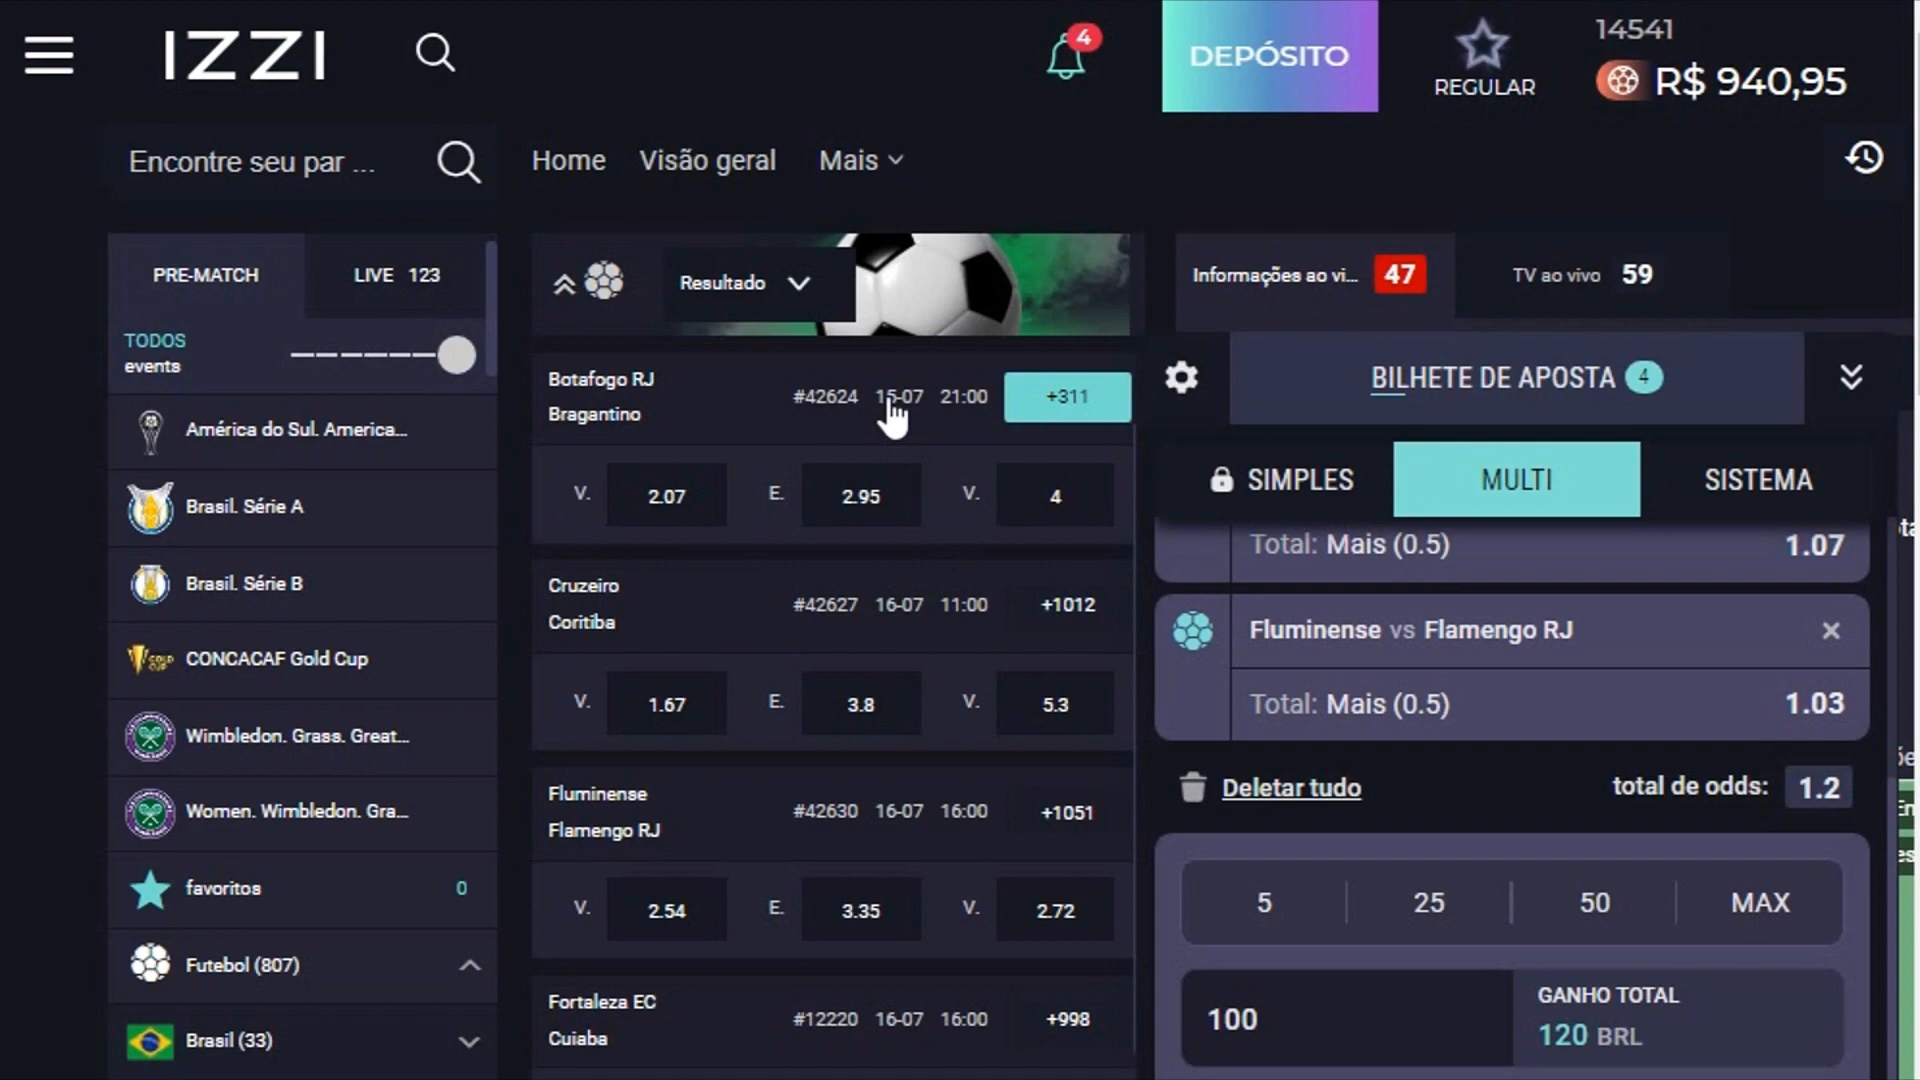 IZZI
4
DEPÓSITO
REGULAR
14541
R$ 940,95
Encontre seu par ...
Home
Visão geral
Mais
PRE-MATCH
LIVE 123
TODOS
events
América do Sul. America...
Brasil. Série A
Brasil. Série B
CONCACAF Gold Cup
Wimbledon. Grass. Great...
Women. Wimbledon. Gra...
favoritos 0
Futebol (807)
Brasil (33)
Resultado
Botafogo RJ
Bragantino
#42624 15-07 21:00 +311
V. 2.07 E. 2.95 V. 4
Cruzeiro
Coritiba
#42627 16-07 11:00 +1012
V. 1.67 E. 3.8 V. 5.3
Fluminense
Flamengo RJ
#42630 16-07 16:00 +1051
V. 2.54 E. 3.35 V. 2.72
Fortaleza EC
Cuiaba
#12220 16-07 16:00 +998
Informações ao vi... 47
TV ao vivo 59
BILHETE DE APOSTA 4
SIMPLES MULTI SISTEMA
Total: Mais (0.5) 1.07
Fluminense vs Flamengo RJ ×
Total: Mais (0.5) 1.03
Deletar tudo
total de odds: 1.2
5 25 50 MAX
100
GANHO TOTAL
120 BRL